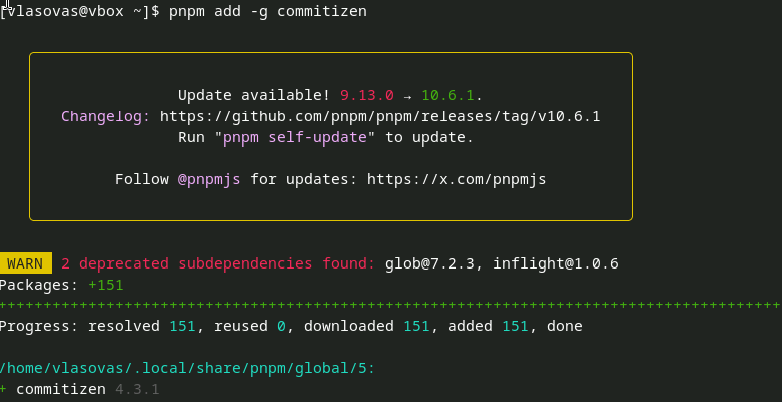 [vlasovas@vbox ~]$ pnpm add -g commitizen
Update available! 9.13.0 → 10.6.1.
Changelog: https://github.com/pnpm/pnpm/releases/tag/v10.6.1
Run "pnpm self-update" to update.
Follow @pnpmjs for updates: https://x.com/pnpmjs
WARN 2 deprecated subdependencies found: glob@7.2.3, inflight@1.0.6
Packages: +151
+++++++++++++++++++++++++++++++++++++++++++++++++++++++++++++++++++++++++++++++++++++++
Progress: resolved 151, reused 0, downloaded 151, added 151, done
/home/vlasovas/.local/share/pnpm/global/5:
+ commitizen 4.3.1